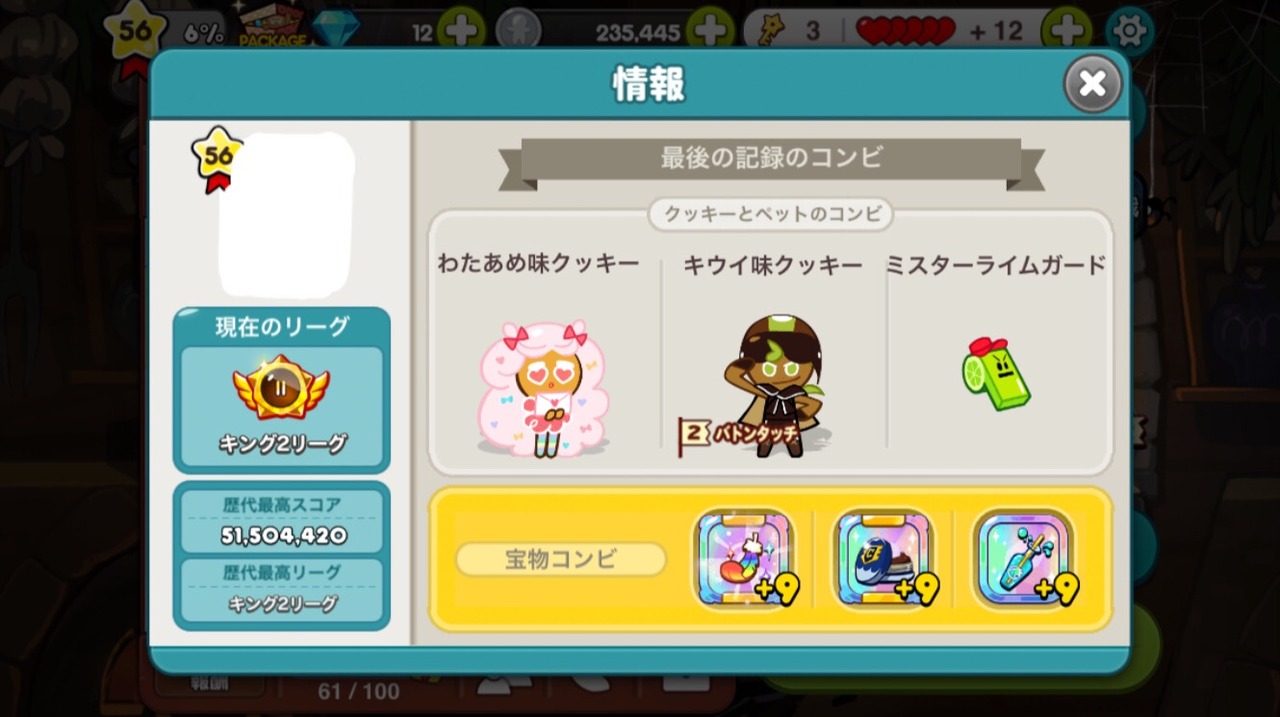 56 6% PACKAGE 12 235,445 3 + 12
情報
56
最後の記録のコンビ
クッキーとペットのコンビ
わたあめ味クッキー キウイ味クッキー ミスターライムガード
現在のリーグ
II
キング2リーグ
2 バトンタッチ
歴代最高スコア
51,504,420
歴代最高リーグ
キング2リーグ
宝物コンビ
+9 +9 +9
報酬
61 / 100